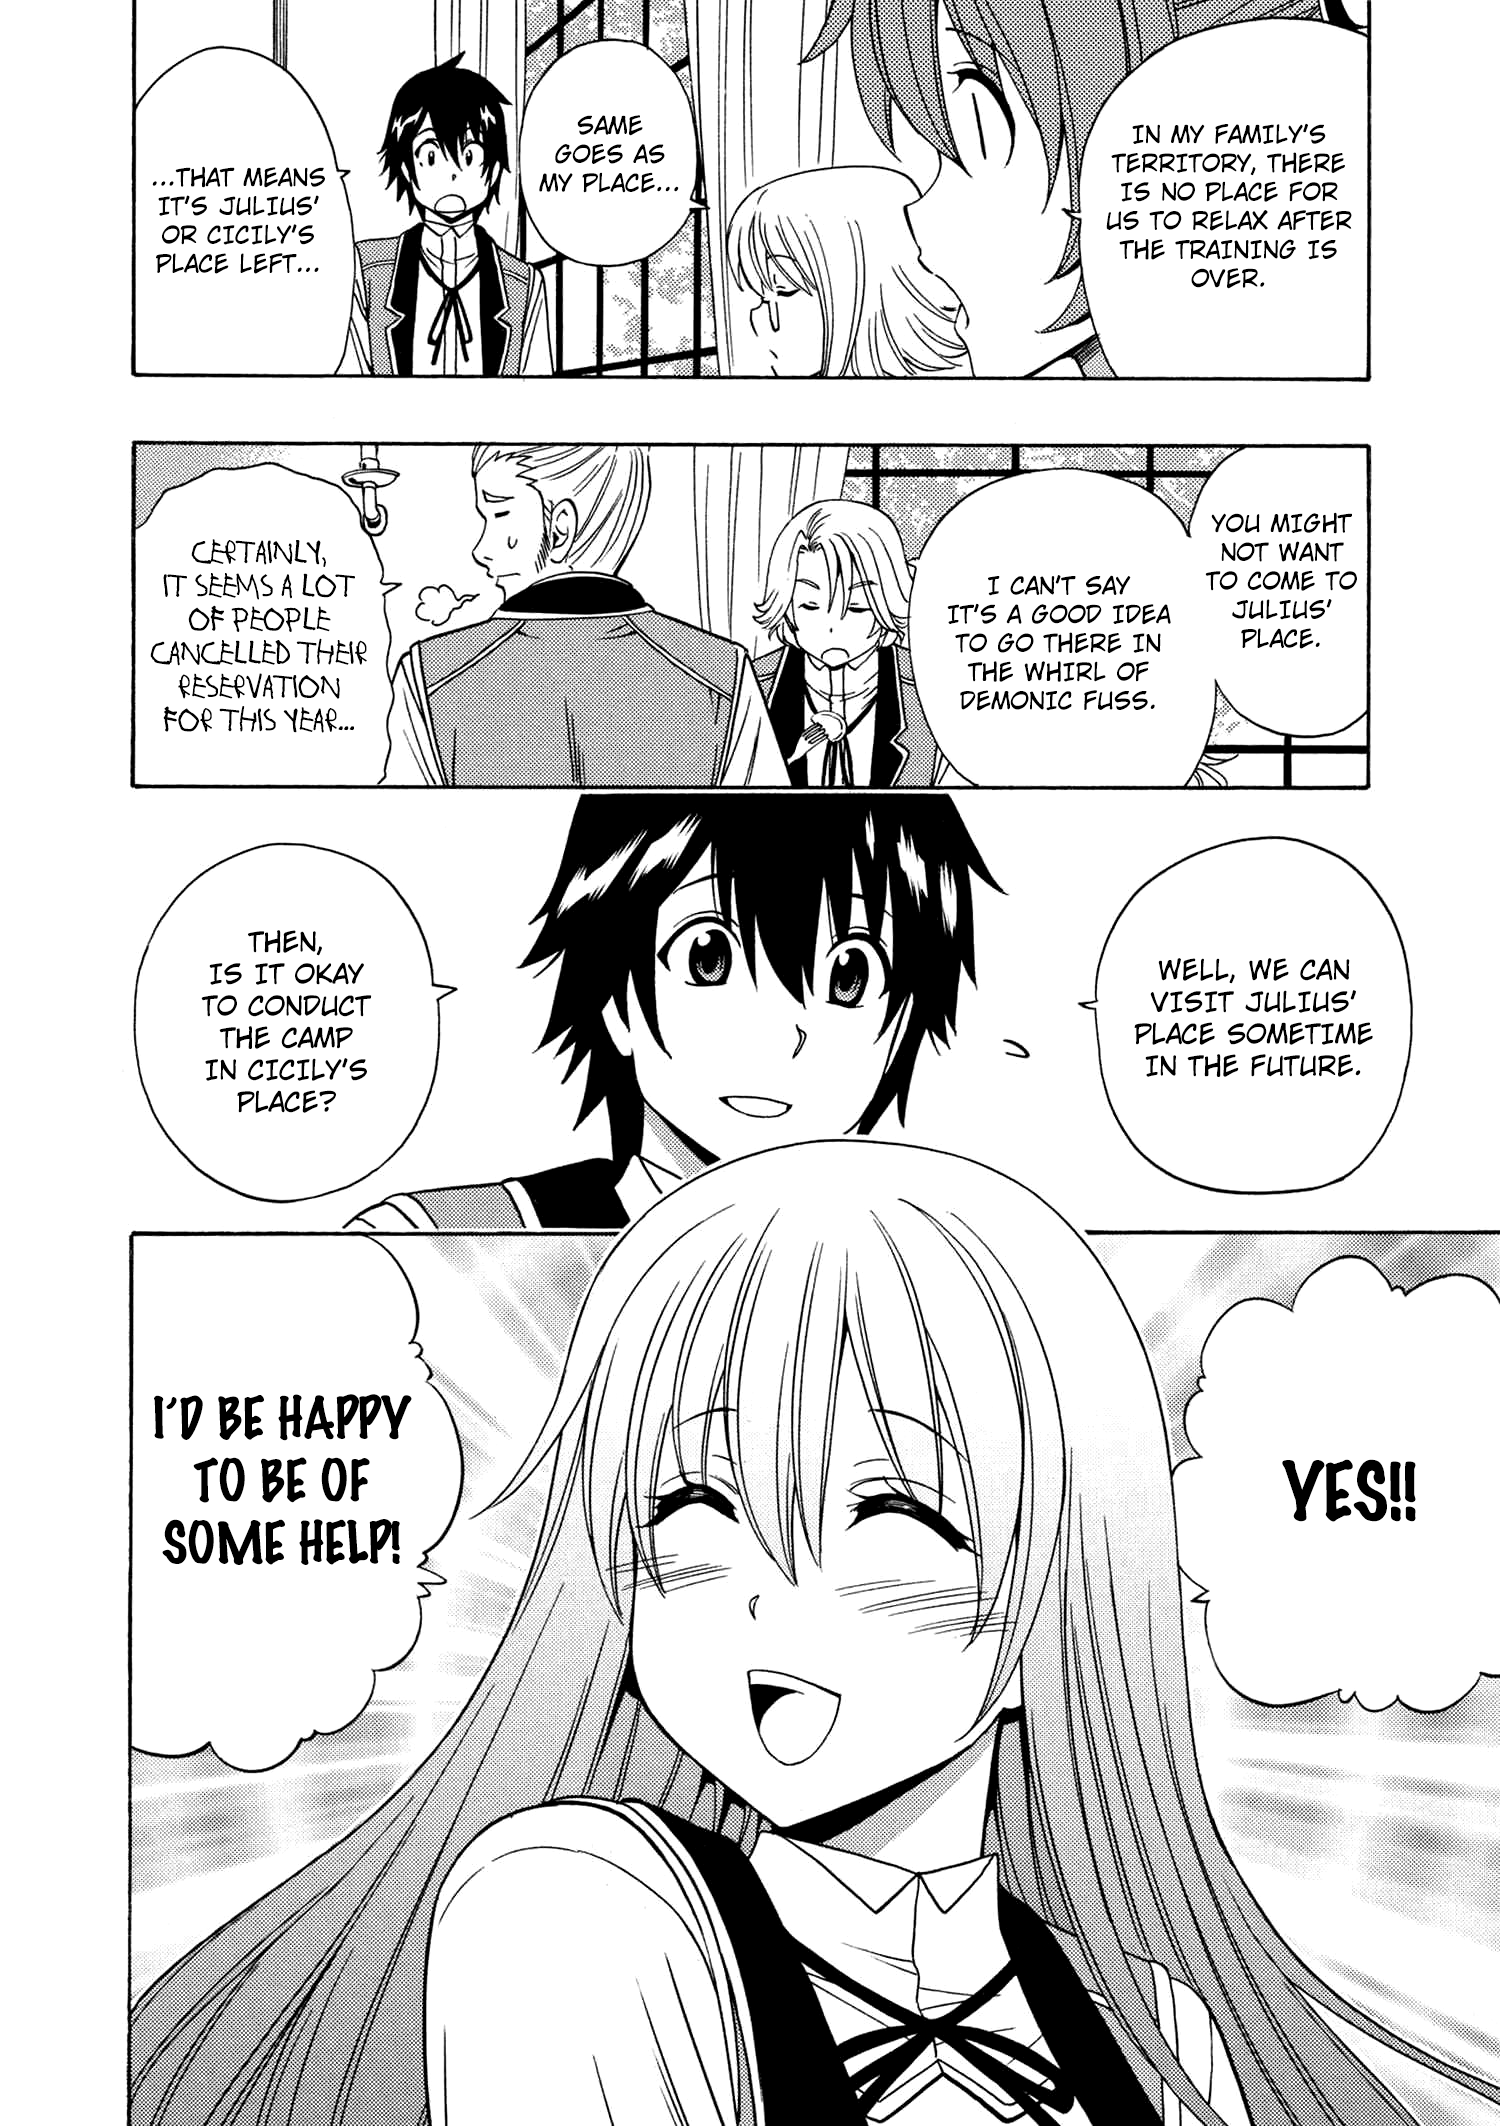 IN MY FAMILY'S
TERRITORY, THERE
IS NO PLACE FOR
US TO RELAX AFTER
THE TRAINING IS
OVER.
SAME
GOES AS
MY PLACE...
...THAT MEANS
IT'S JULIUS'
OR CICILY'S
PLACE LEFT...
YOU MIGHT
NOT WANT
TO COME TO
JULIUS'
PLACE.
I CAN'T SAY
IT'S A GOOD IDEA
TO GO THERE IN
THE WHIRL OF
DEMONIC FUSS.
CERTAINLY,
IT SEEMS A LOT
OF PEOPLE
CANCELLED THEIR
RESERVATION
FOR THIS YEAR...
WELL, WE CAN
VISIT JULIUS'
PLACE SOMETIME
IN THE FUTURE.
THEN,
IS IT OKAY
TO CONDUCT
THE CAMP
IN CICILY'S
PLACE?
YES!!
I'D BE HAPPY
TO BE OF
SOME HELP!